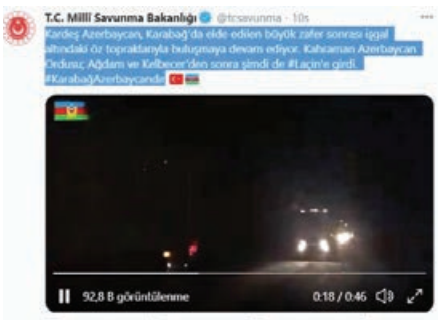 T.C. Millî Savunma Bakanlığı @tcsavunma · 10s
Kardeş Azerbaycan, Karabağ'da elde edilen büyük zafer sonrası işgal
altındaki öz topraklarıyla buluşmaya devam ediyor. Kahraman Azerbaycan
Ordusu; Ağdam ve Kelbecer'den sonra şimdi de #Laçin'e girdi.
#KarabağAzerbaycandır
92,8 B görüntülenme
0:18 / 0:46